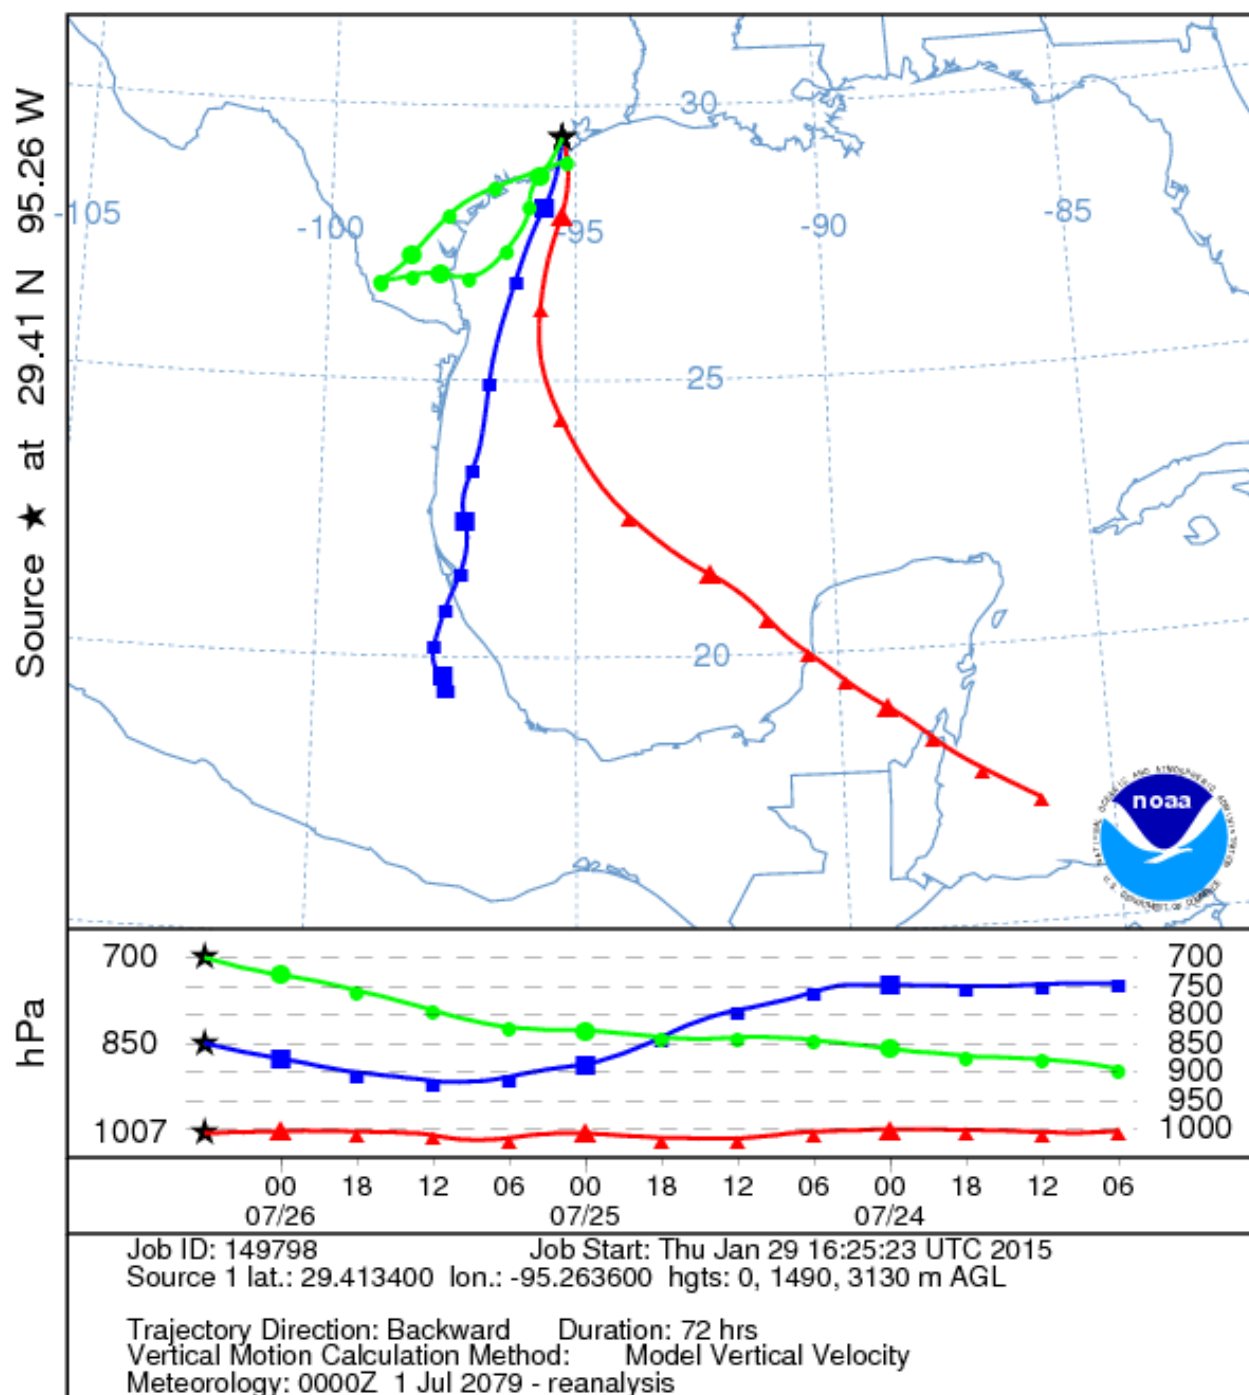 Source ★ at 29.41 N 95.26 W
30
-105
-100
-95
-90
-85
25
20
noaa
hPa
700
850
1007
700
750
800
850
900
950
1000
00 18 12 06 00 18 12 06 00 18 12 06
07/26 07/25 07/24
Job ID: 149798 Job Start: Thu Jan 29 16:25:23 UTC 2015
Source 1 lat.: 29.413400 lon.: -95.263600 hgts: 0, 1490, 3130 m AGL
Trajectory Direction: Backward Duration: 72 hrs
Vertical Motion Calculation Method: Model Vertical Velocity
Meteorology: 0000Z 1 Jul 2079 - reanalysis